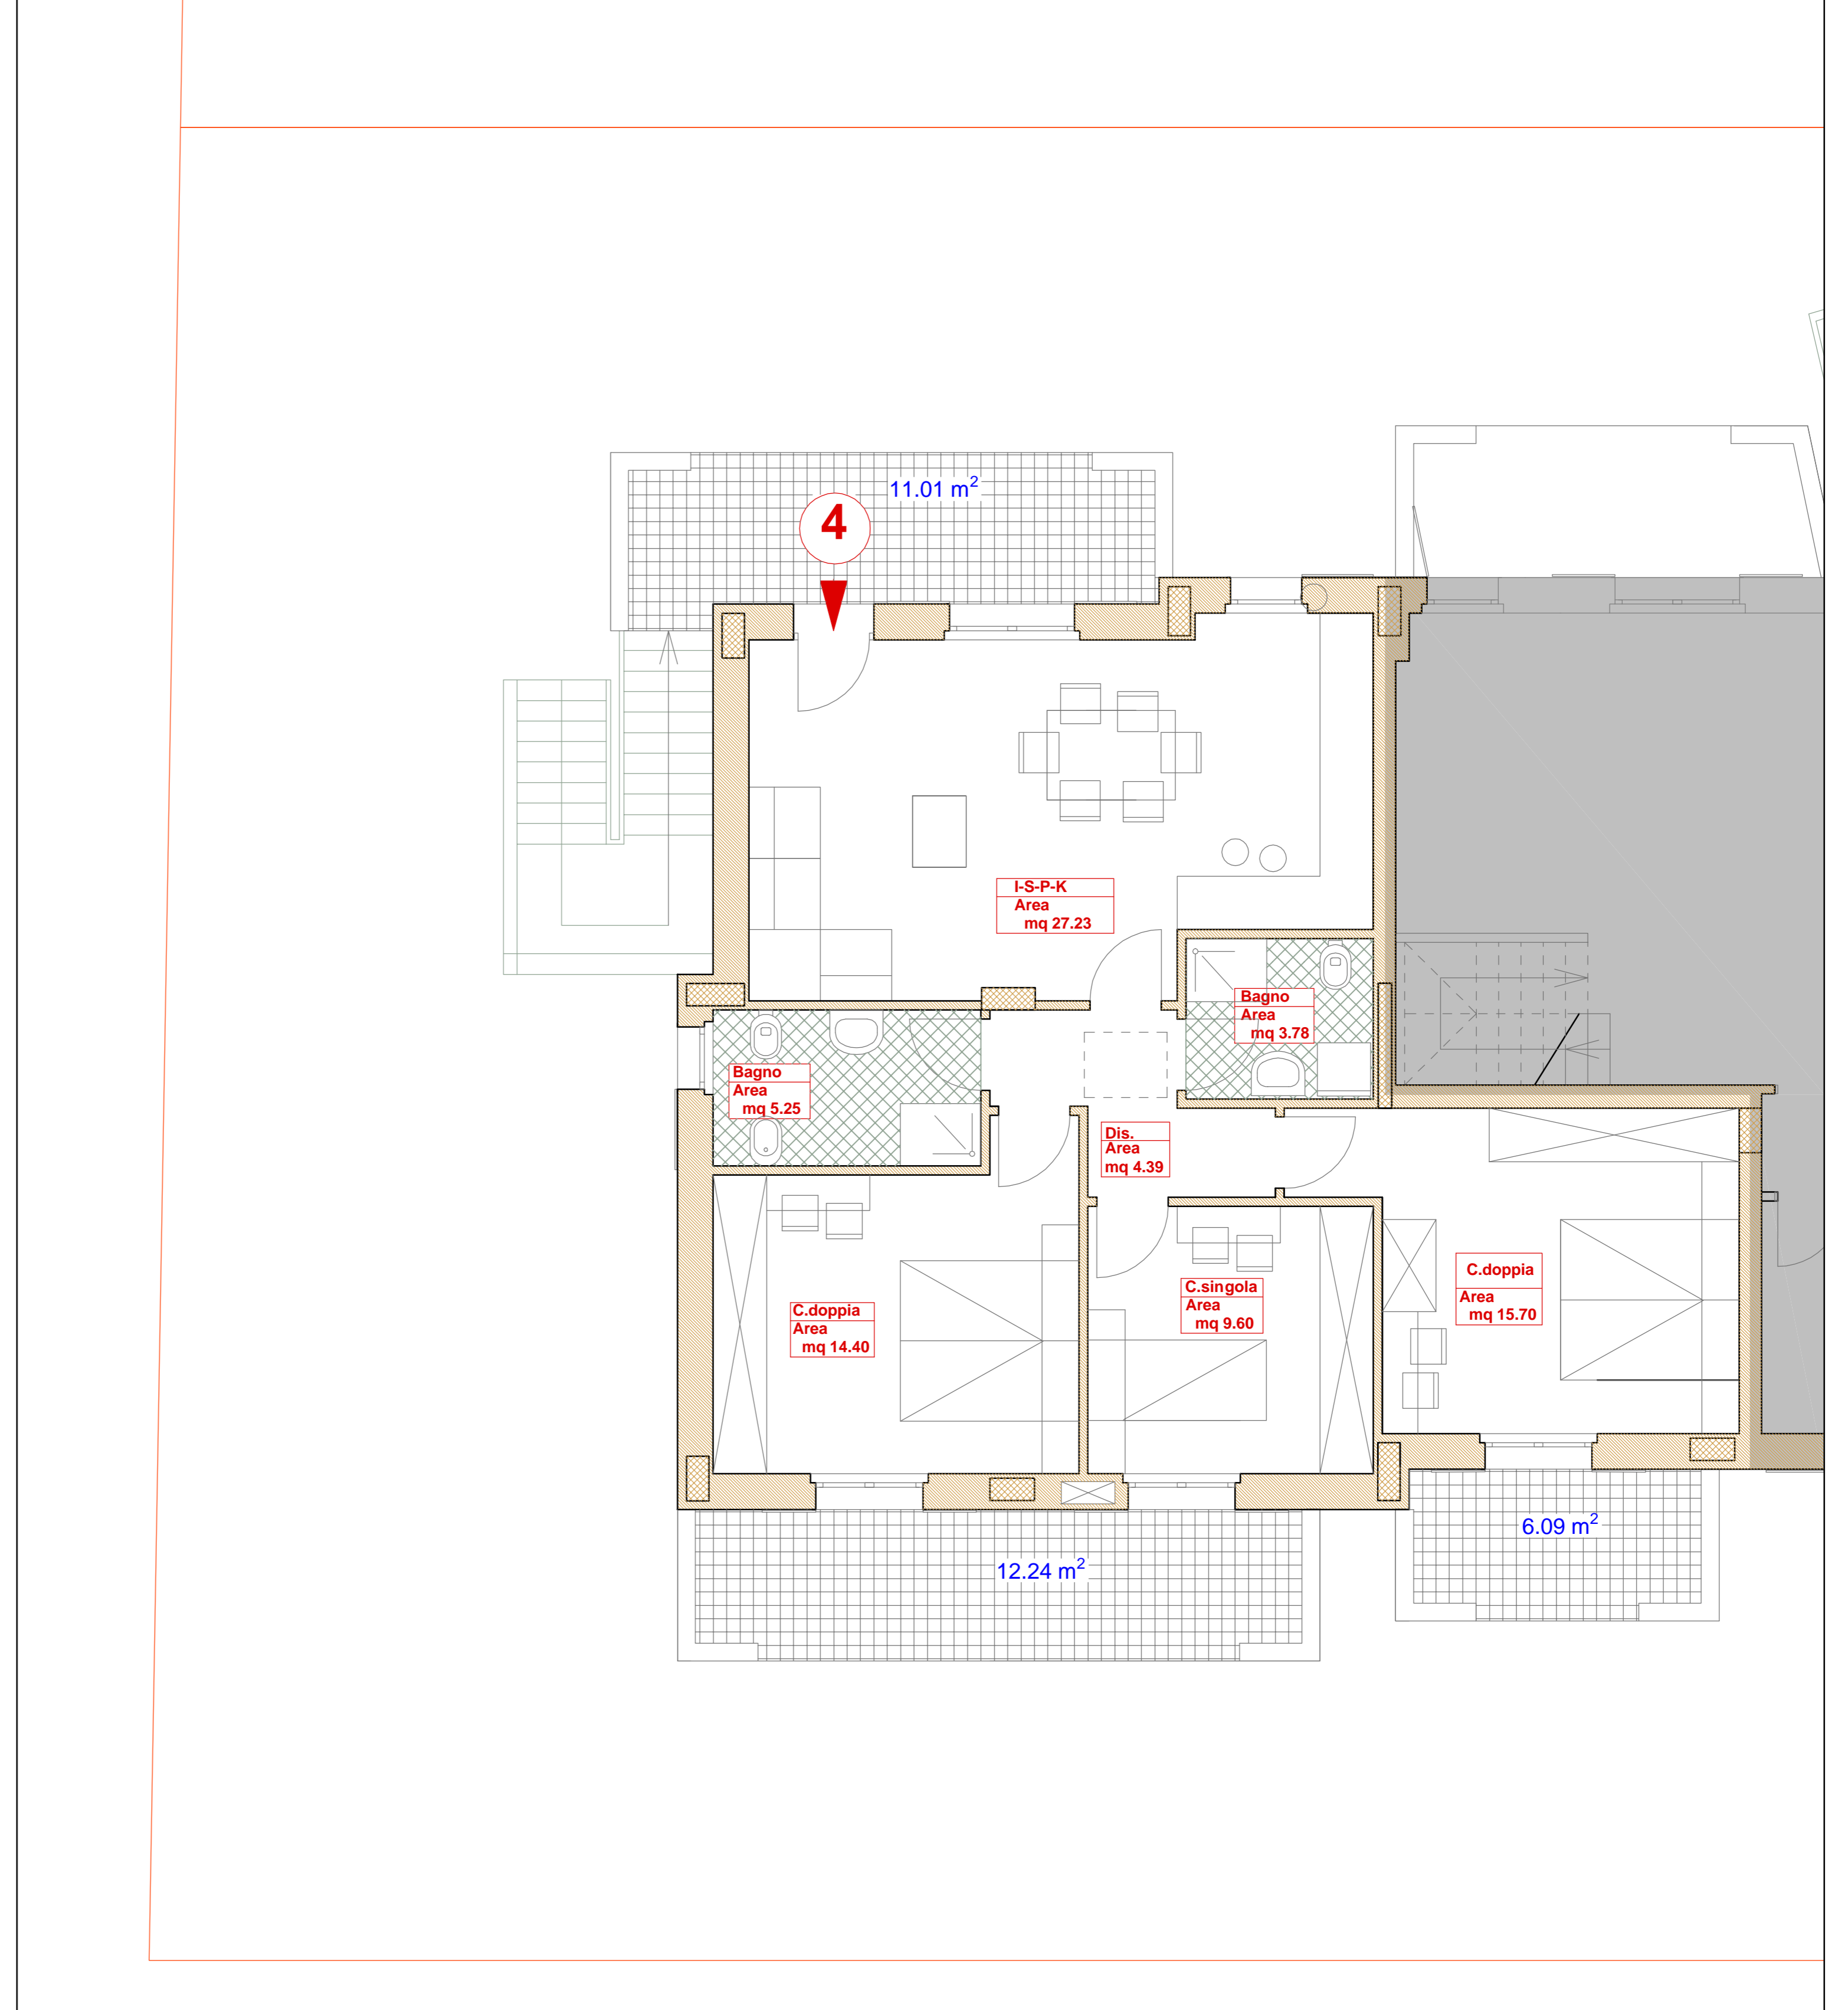 11.01 m²
4
I-S-P-K
Area
mq 27.23
Bagno
Area
mq 3.78
Bagno
Area
mq 5.25
Dis.
Area
mq 4.39
C.doppia
Area
mq 14.40
C.singola
Area
mq 9.60
C.doppia
Area
mq 15.70
12.24 m²
6.09 m²